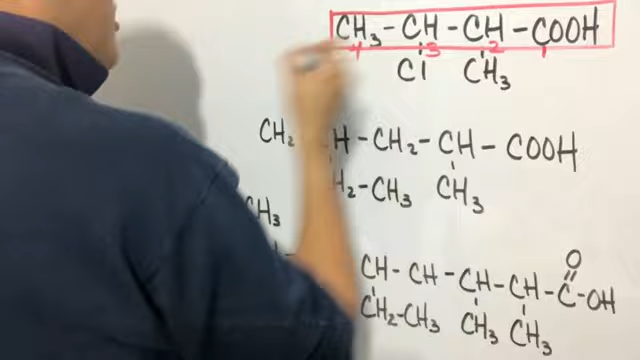 CH₃ - CH - CH - COOH
4 3 2 1
Cl CH₃
CH₂ H - CH₂ - CH - COOH
H₂ - CH₃ CH₃
CH₃
O
CH - CH - CH - CH - C - OH
CH₂ - CH₃ CH₃ CH₃